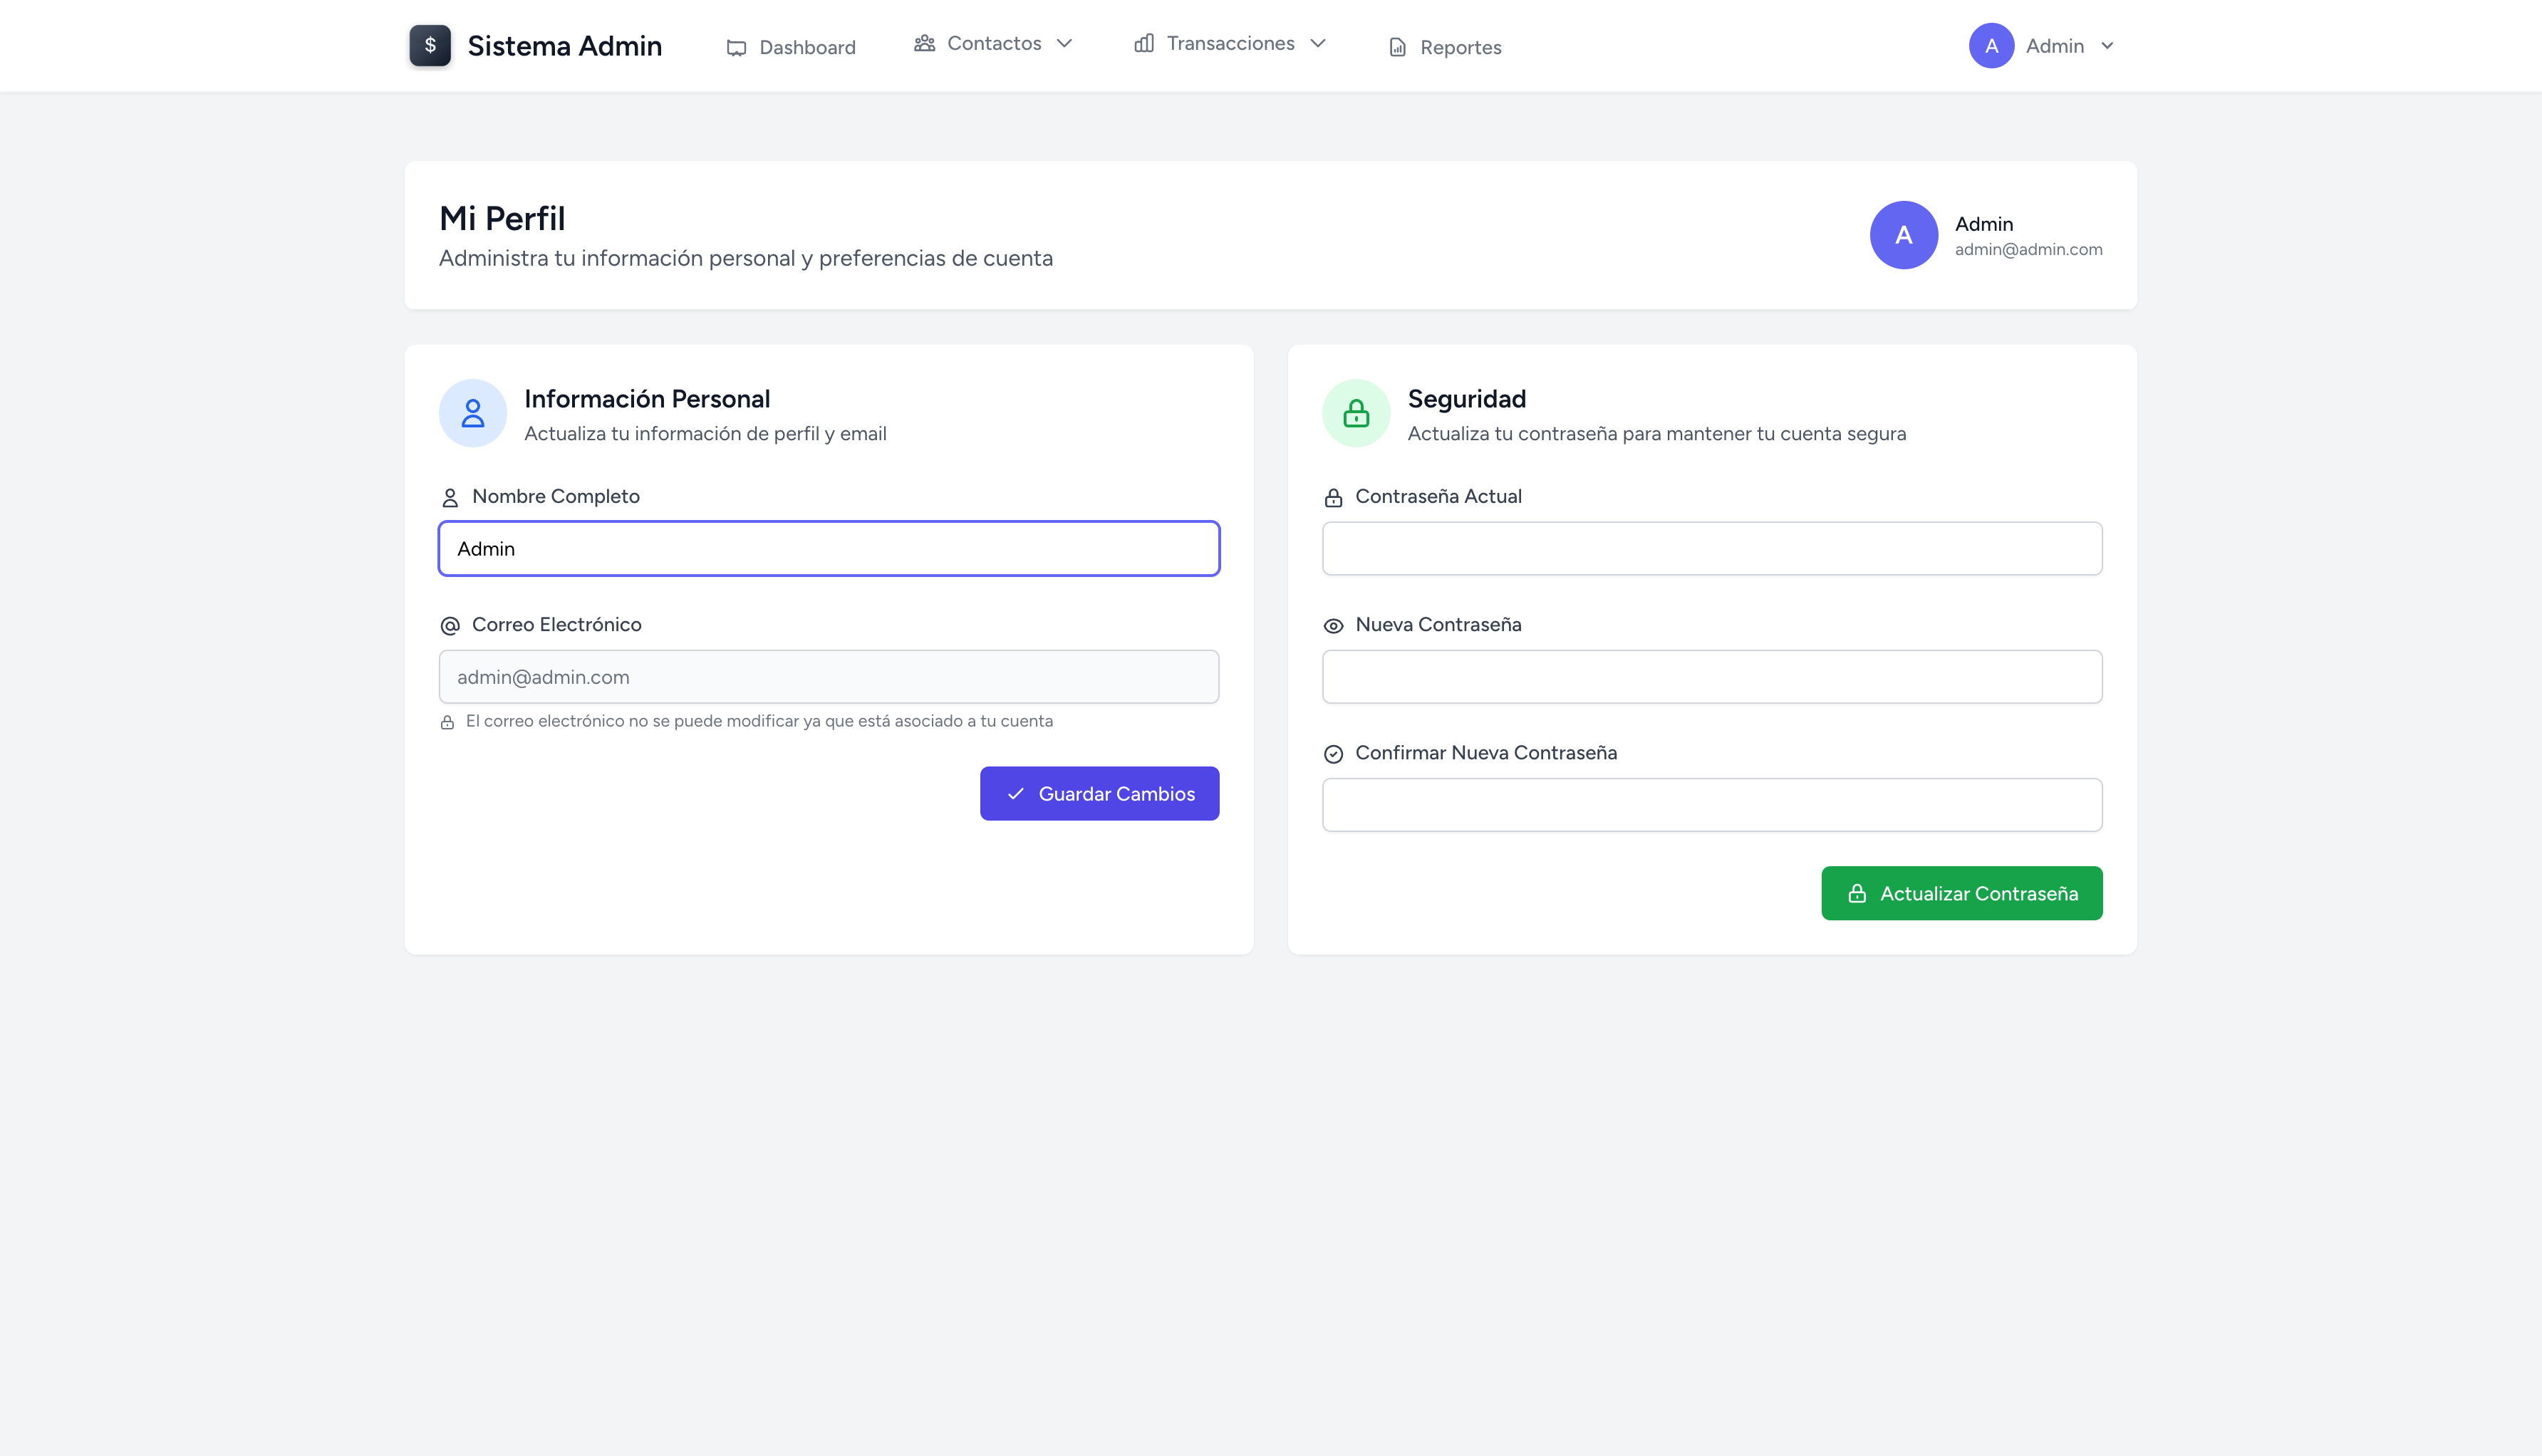 $ Sistema Admin Dashboard Contactos Transacciones Reportes A Admin
Mi Perfil
Administra tu información personal y preferencias de cuenta
A
Admin
admin@admin.com
Información Personal
Actualiza tu información de perfil y email
Nombre Completo
Admin
Correo Electrónico
admin@admin.com
El correo electrónico no se puede modificar ya que está asociado a tu cuenta
Guardar Cambios
Seguridad
Actualiza tu contraseña para mantener tu cuenta segura
Contraseña Actual
Nueva Contraseña
Confirmar Nueva Contraseña
Actualizar Contraseña